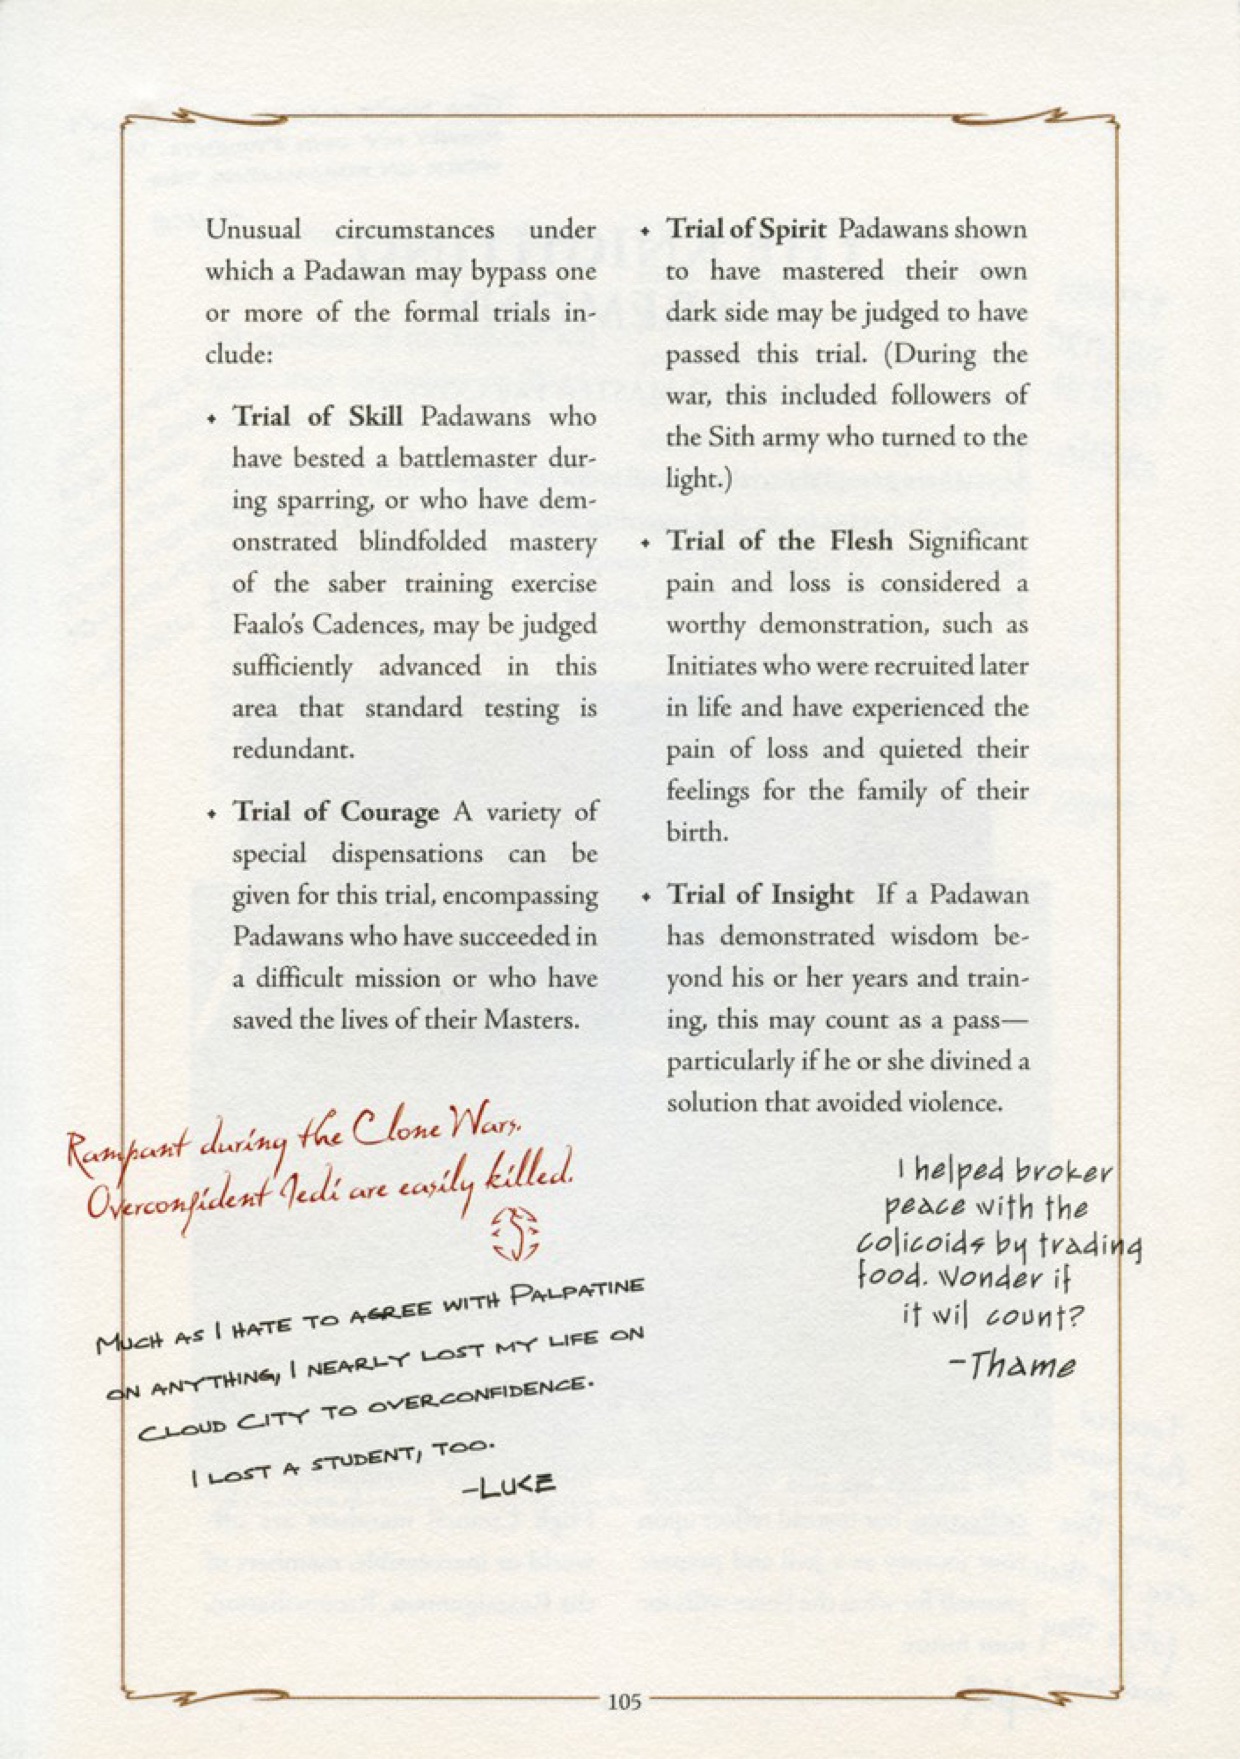 Unusual circumstances under
which a Padawan may bypass one
or more of the formal trials in-
clude:
• Trial of Skill Padawans who
have bested a battlemaster dur-
ing sparring, or who have dem-
onstrated blindfolded mastery
of the saber training exercise
Faalo's Cadences, may be judged
sufficiently advanced in this
area that standard testing is
redundant.
• Trial of Courage A variety of
special dispensations can be
given for this trial, encompassing
Padawans who have succeeded in
a difficult mission or who have
saved the lives of their Masters.
• Trial of Spirit Padawans shown
to have mastered their own
dark side may be judged to have
passed this trial. (During the
war, this included followers of
the Sith army who turned to the
light.)
• Trial of the Flesh Significant
pain and loss is considered a
worthy demonstration, such as
Initiates who were recruited later
in life and have experienced the
pain of loss and quieted their
feelings for the family of their
birth.
• Trial of Insight If a Padawan
has demonstrated wisdom be-
yond his or her years and train-
ing, this may count as a pass—
particularly if he or she divined a
solution that avoided violence.
Rampant during the Clone Wars.
Overconfident Jedi are easily killed.
MUCH AS I HATE TO AGREE WITH PALPATINE
ON ANYTHING, I NEARLY LOST MY LIFE ON
CLOUD CITY TO OVERCONFIDENCE.
I LOST A STUDENT, TOO.
-LUKE
I helped broker
peace with the
colicoids by trading
food. Wonder if
it wil count?
-Thame
105